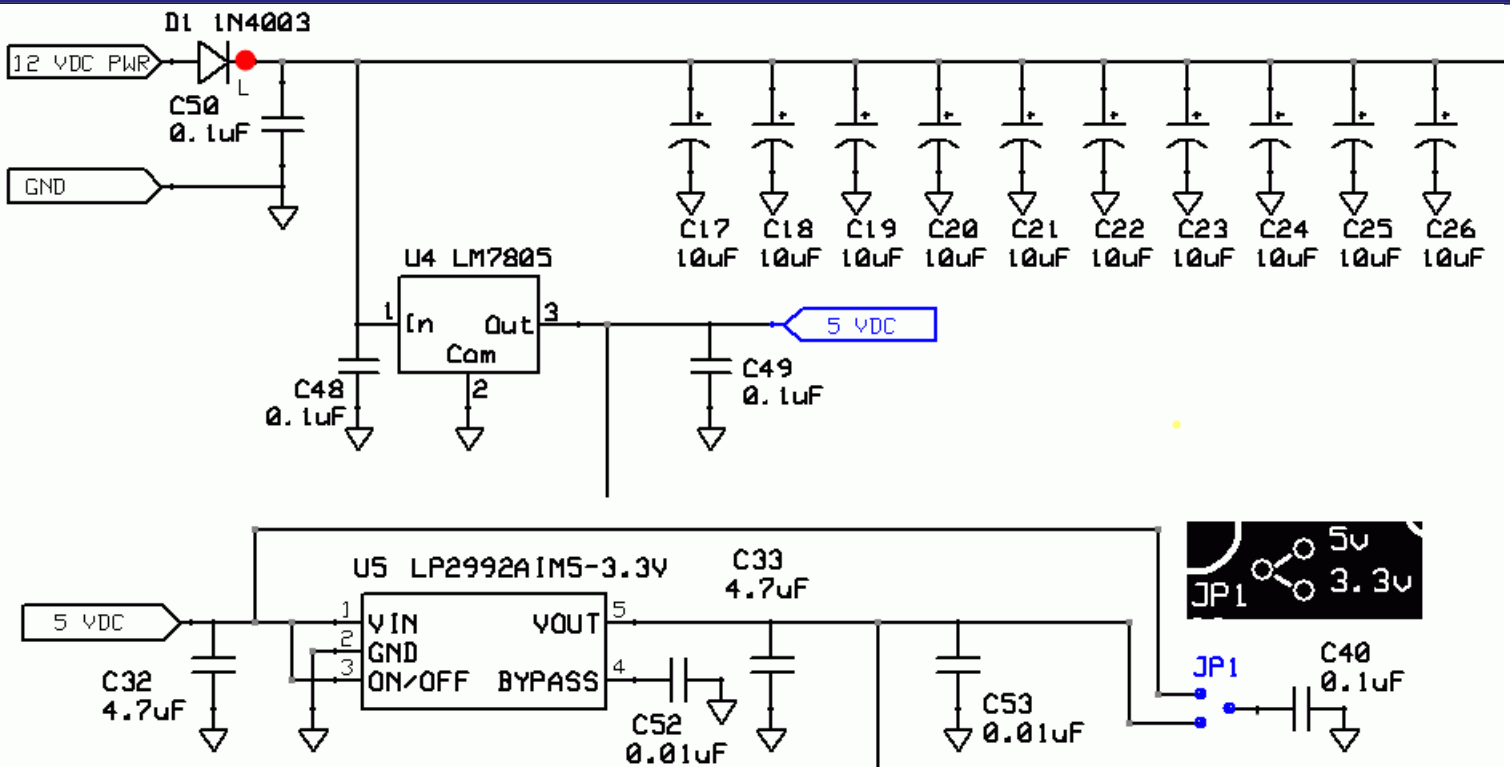 D1 1N4003
12 VDC PWR
L
C50
0.1uF
GND
C17 C18 C19 C20 C21 C22 C23 C24 C25 C26
10uF 10uF 10uF 10uF 10uF 10uF 10uF 10uF 10uF 10uF
U4 LM7805
1 In Out 3
Com
2
5 VDC
C48
0.1uF
C49
0.1uF
U5 LP2992AIM5-3.3V
C33
4.7uF
5v
3.3v
JP1
5 VDC
1 VIN VOUT 5
2 GND
3 ON/OFF BYPASS 4
C32
4.7uF
C52
0.01uF
C53
0.01uF
JP1
C40
0.1uF